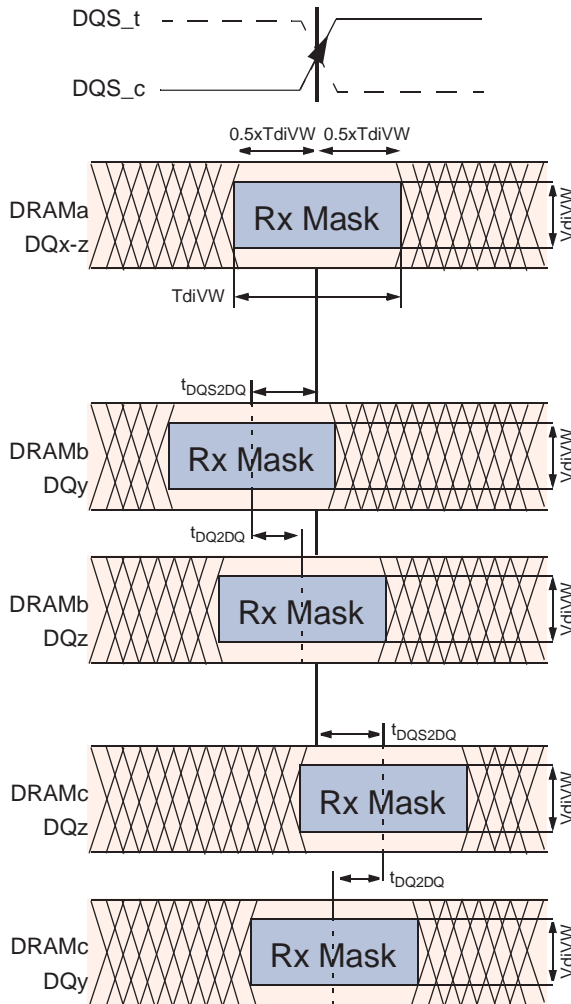 DQS_t
DQS_c
0.5xTdiVW 0.5xTdiVW
DRAMa
DQx-z
Rx Mask
VdiVW
TdiVW
tDQS2DQ
DRAMb
DQy
Rx Mask
VdiVW
tDQ2DQ
DRAMb
DQz
Rx Mask
VdiVW
tDQS2DQ
DRAMc
DQz
Rx Mask
VdiVW
tDQ2DQ
DRAMc
DQy
Rx Mask
VdiVW